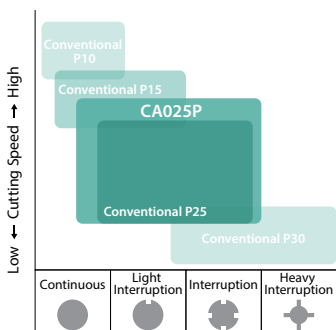 Conventional
P10
Conventional P15
CA025P
Conventional P25
Conventional P30
Low ← Cutting Speed → High
Continuous
Light
Interruption
Interruption
Heavy
Interruption